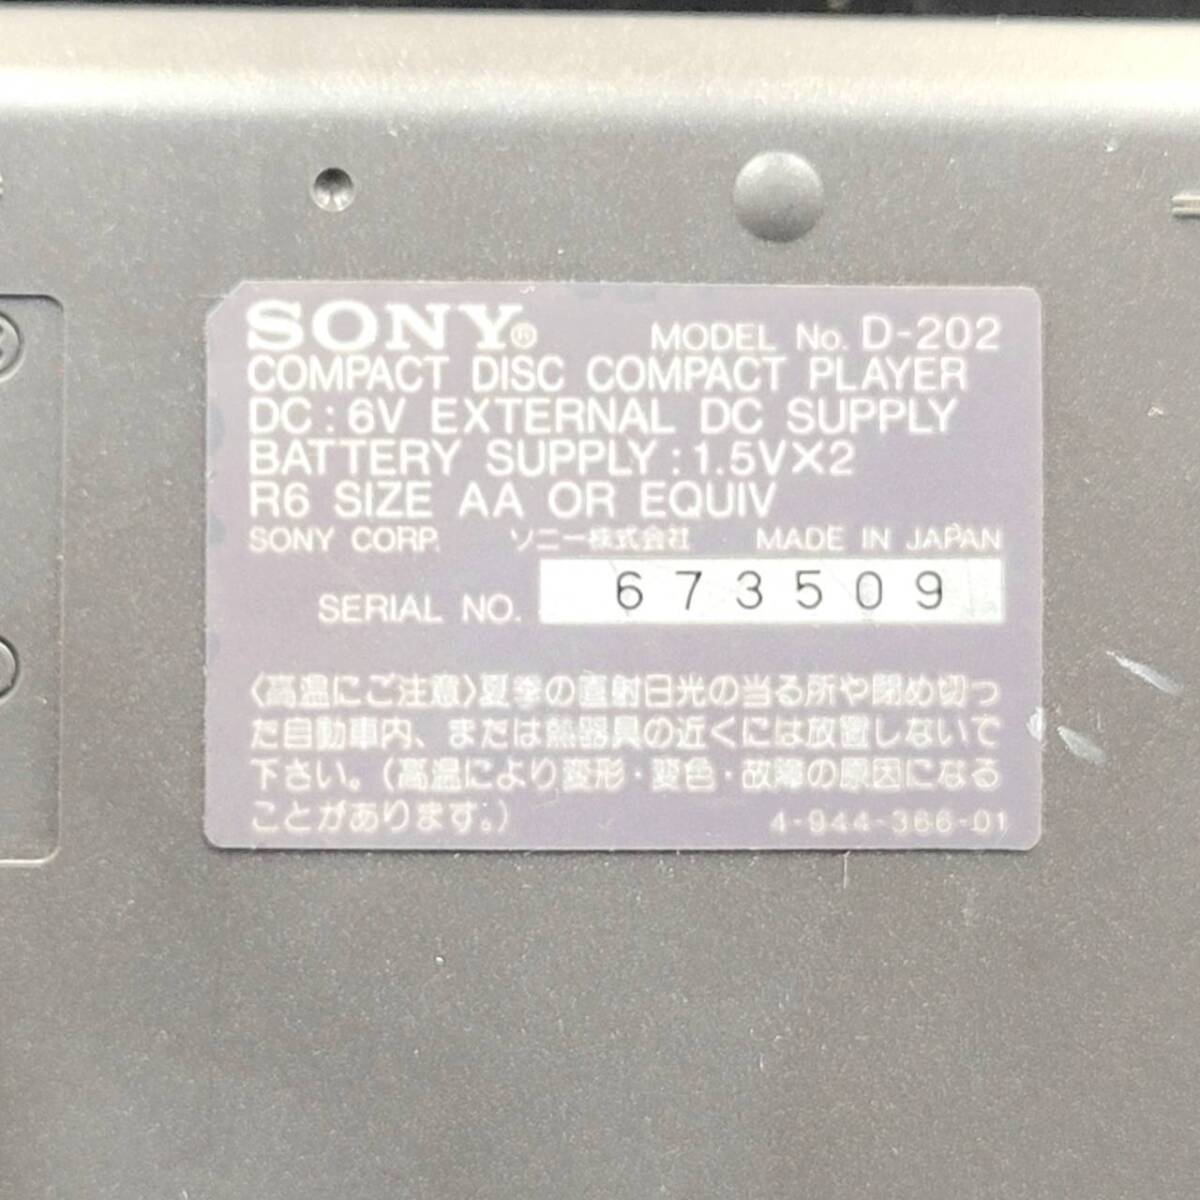 SONY® MODEL No. D-202
COMPACT DISC COMPACT PLAYER
DC : 6V EXTERNAL DC SUPPLY
BATTERY SUPPLY : 1.5V×2
R6 SIZE AA OR EQUIV
SONY CORP. ソニー株式会社 MADE IN JAPAN
SERIAL NO. 673509
〈高温にご注意〉夏季の直射日光の当る所や閉め切っ
た自動車内、または熱器具の近くには放置しないで
下さい。(高温により変形・変色・故障の原因になる
ことがあります。)
4-944-366-01